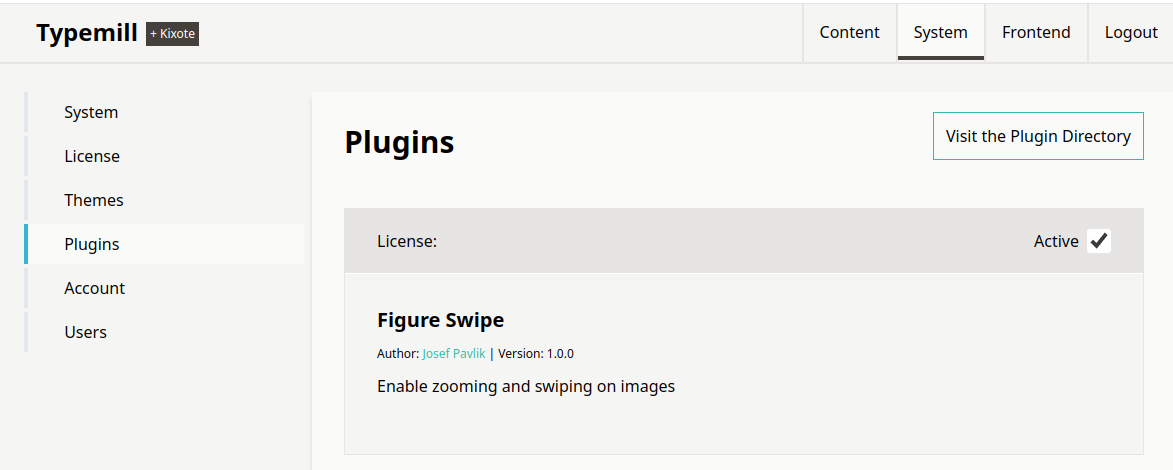 Typemill + Kixote Content System Frontend Logout
System
License
Themes
Plugins
Account
Users
Plugins
Visit the Plugin Directory
License: Active
Figure Swipe
Author: Josef Pavlik | Version: 1.0.0
Enable zooming and swiping on images